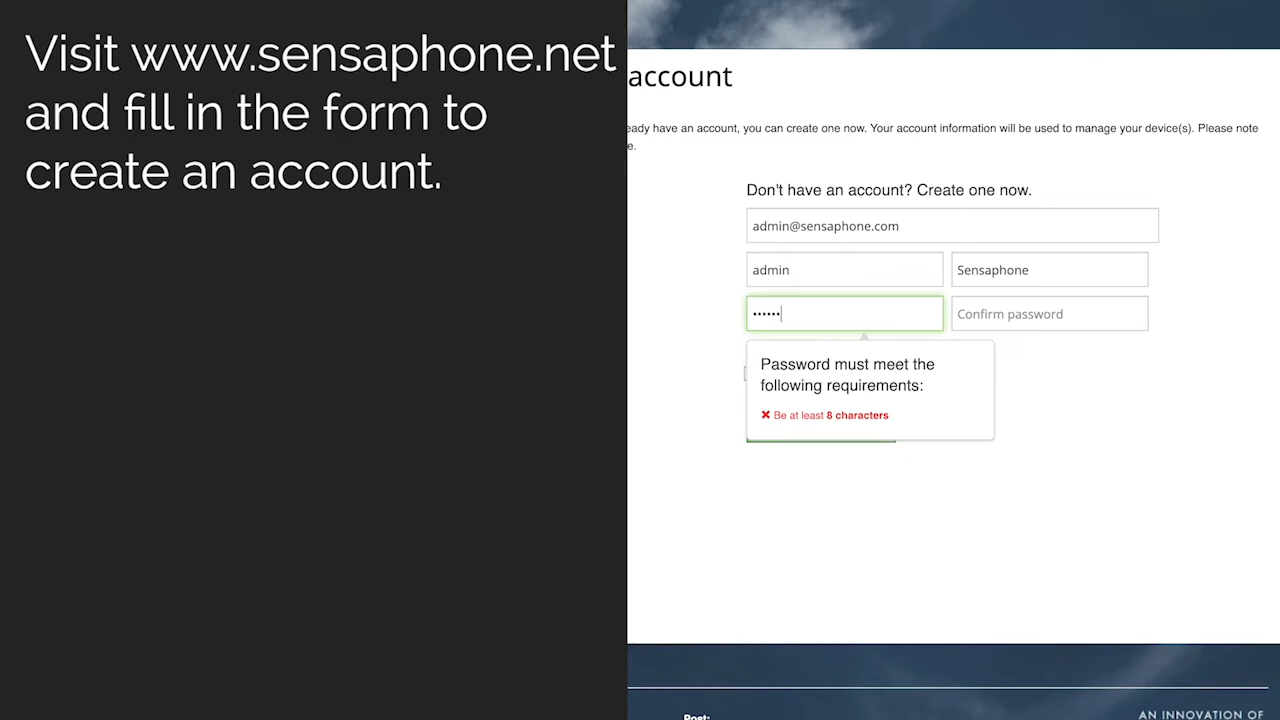 Visit www.sensaphone.net
and fill in the form to
create an account.
account
eady have an account, you can create one now. Your account information will be used to manage your device(s). Please note
e.
Don't have an account? Create one now.
admin@sensaphone.com
admin
Sensaphone
••••••
Confirm password
Password must meet the
following requirements:
✖ Be at least 8 characters
Post:
AN INNOVATION OF